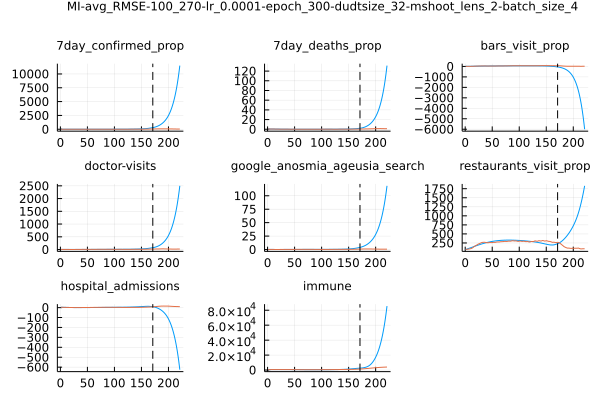 MI-avg_RMSE-100_270-lr_0.0001-epoch_300-dudtsize_32-mshoot_lens_2-batch_size_4
7day_confirmed_prop
10000
7500
5000
2500
0
0 50 100 150 200
7day_deaths_prop
120
100
80
60
40
20
0
0 50 100 150 200
bars_visit_prop
0
−1000
−2000
−3000
−4000
−5000
−6000
0 50 100 150 200
doctor-visits
2500
2000
1500
1000
500
0
0 50 100 150 200
google_anosmia_ageusia_search
100
75
50
25
0
0 50 100 150 200
restaurants_visit_prop
1750
1500
1250
1000
750
500
250
0 50 100 150 200
hospital_admissions
0
−100
−200
−300
−400
−500
−600
0 50 100 150 200
immune
8.0×10⁴
6.0×10⁴
4.0×10⁴
2.0×10⁴
0
0 50 100 150 200